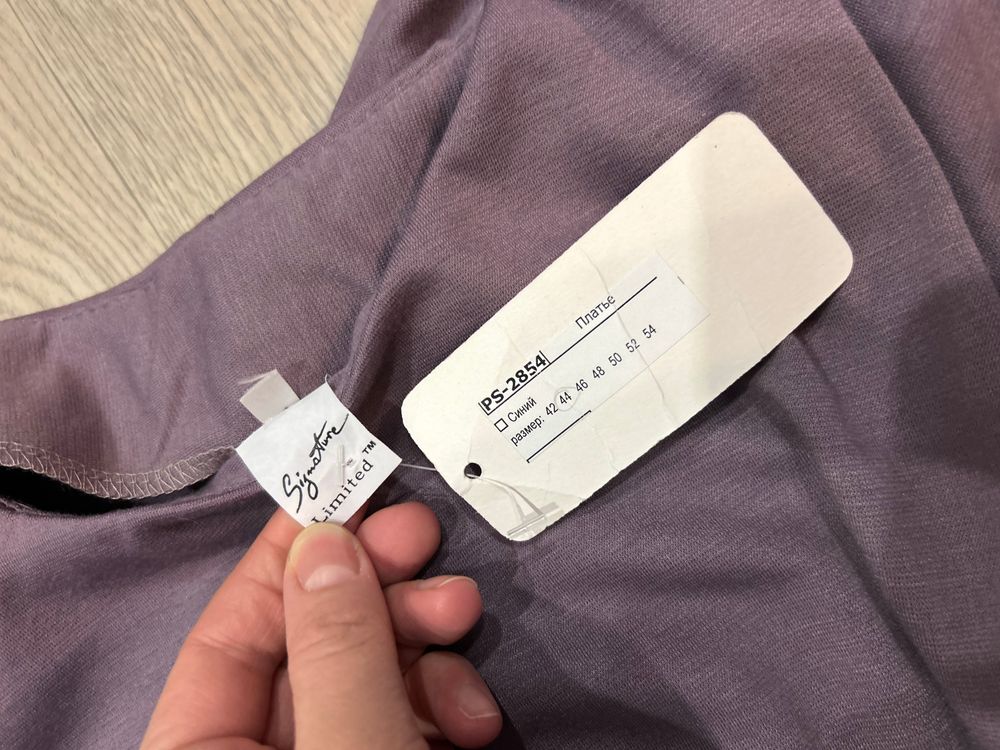 Signature
Limited™
PS-2854
Платье
Синий
размер: 42 44 46 48 50 52 54